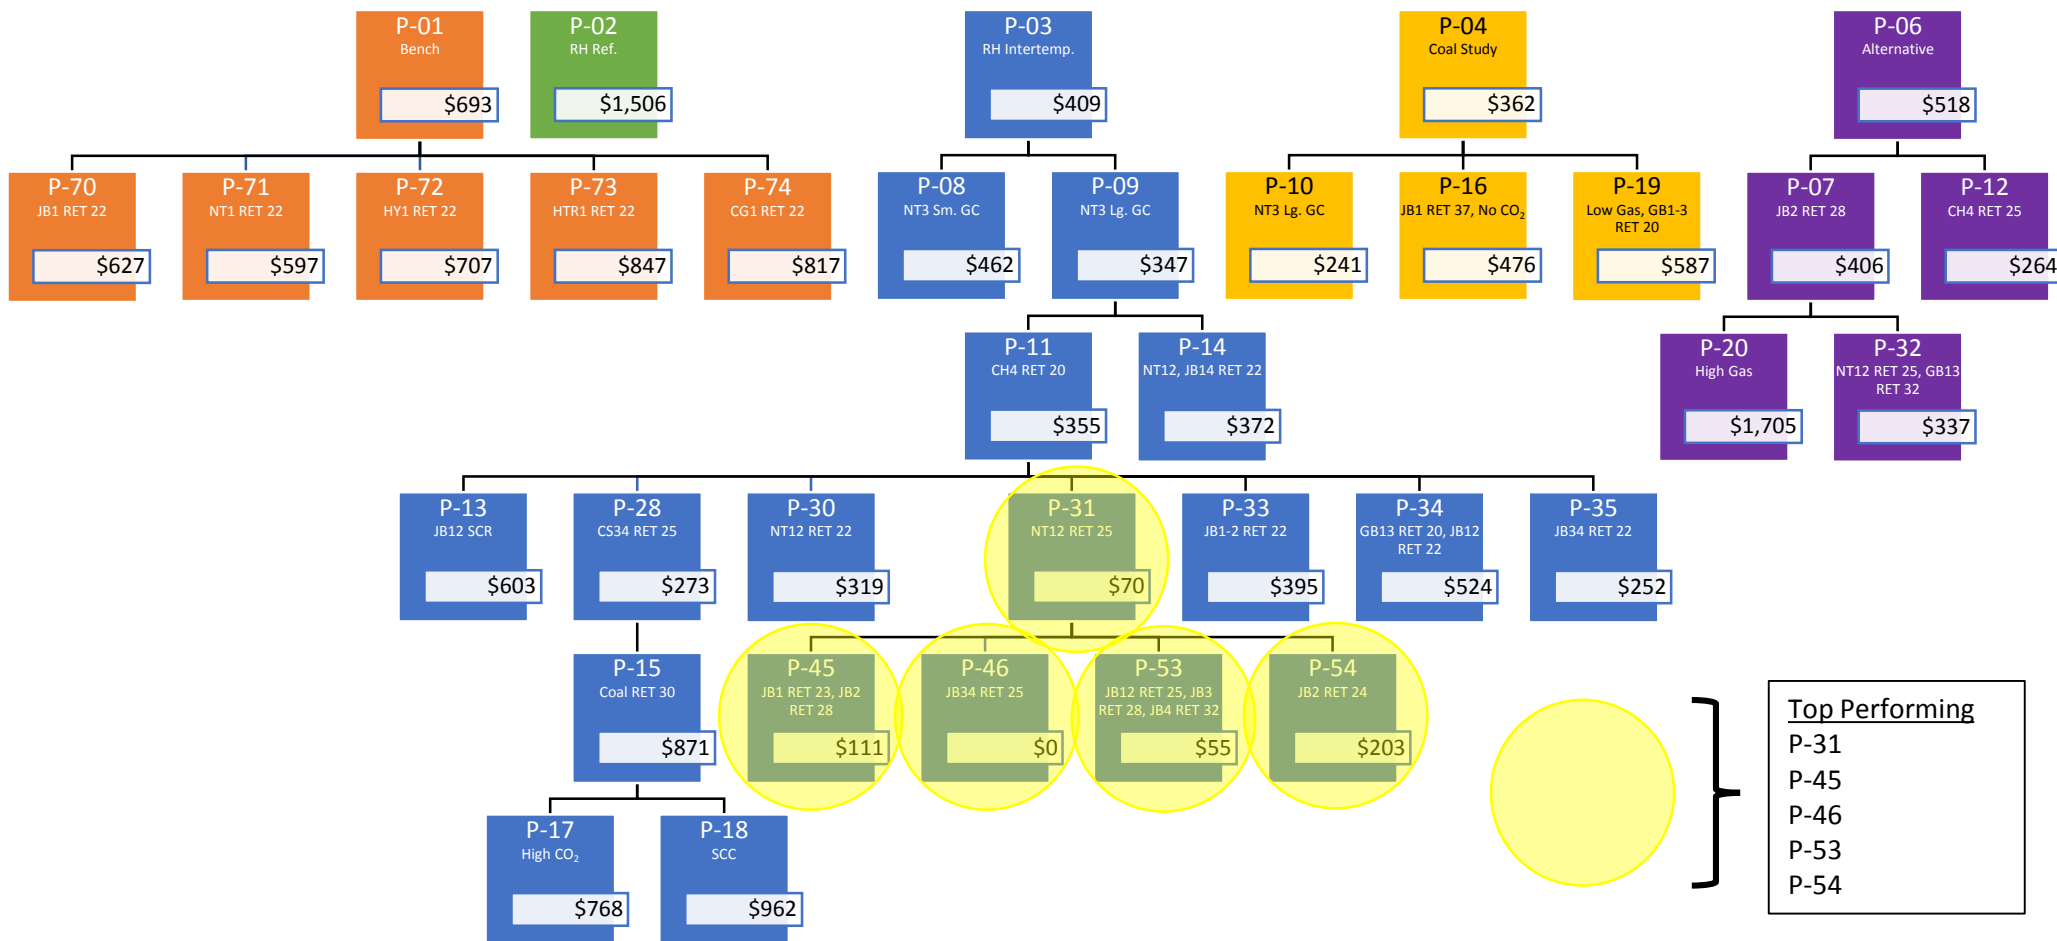 P-01
Bench
$693
P-02
RH Ref.
$1,506
P-03
RH Intertemp.
$409
P-04
Coal Study
$362
P-06
Alternative
$518
P-70
JB1 RET 22
$627
P-71
NT1 RET 22
$597
P-72
HY1 RET 22
$707
P-73
HTR1 RET 22
$847
P-74
CG1 RET 22
$817
P-08
NT3 Sm. GC
$462
P-09
NT3 Lg. GC
$347
P-10
NT3 Lg. GC
$241
P-16
JB1 RET 37, No CO₂
$476
P-19
Low Gas, GB1-3
RET 20
$587
P-07
JB2 RET 28
$406
P-12
CH4 RET 25
$264
P-11
CH4 RET 20
$355
P-14
NT12, JB14 RET 22
$372
P-20
High Gas
$1,705
P-32
NT12 RET 25, GB13
RET 32
$337
P-13
JB12 SCR
$603
P-28
CS34 RET 25
$273
P-30
NT12 RET 22
$319
P-31
NT12 RET 25
$70
P-33
JB1-2 RET 22
$395
P-34
GB13 RET 20, JB12
RET 22
$524
P-35
JB34 RET 22
$252
P-15
Coal RET 30
$871
P-45
JB1 RET 23, JB2
RET 28
$111
P-46
JB34 RET 25
$0
P-53
JB12 RET 25, JB3
RET 28, JB4 RET 32
$55
P-54
JB2 RET 24
$203
P-17
High CO₂
$768
P-18
SCC
$962
Top Performing
P-31
P-45
P-46
P-53
P-54